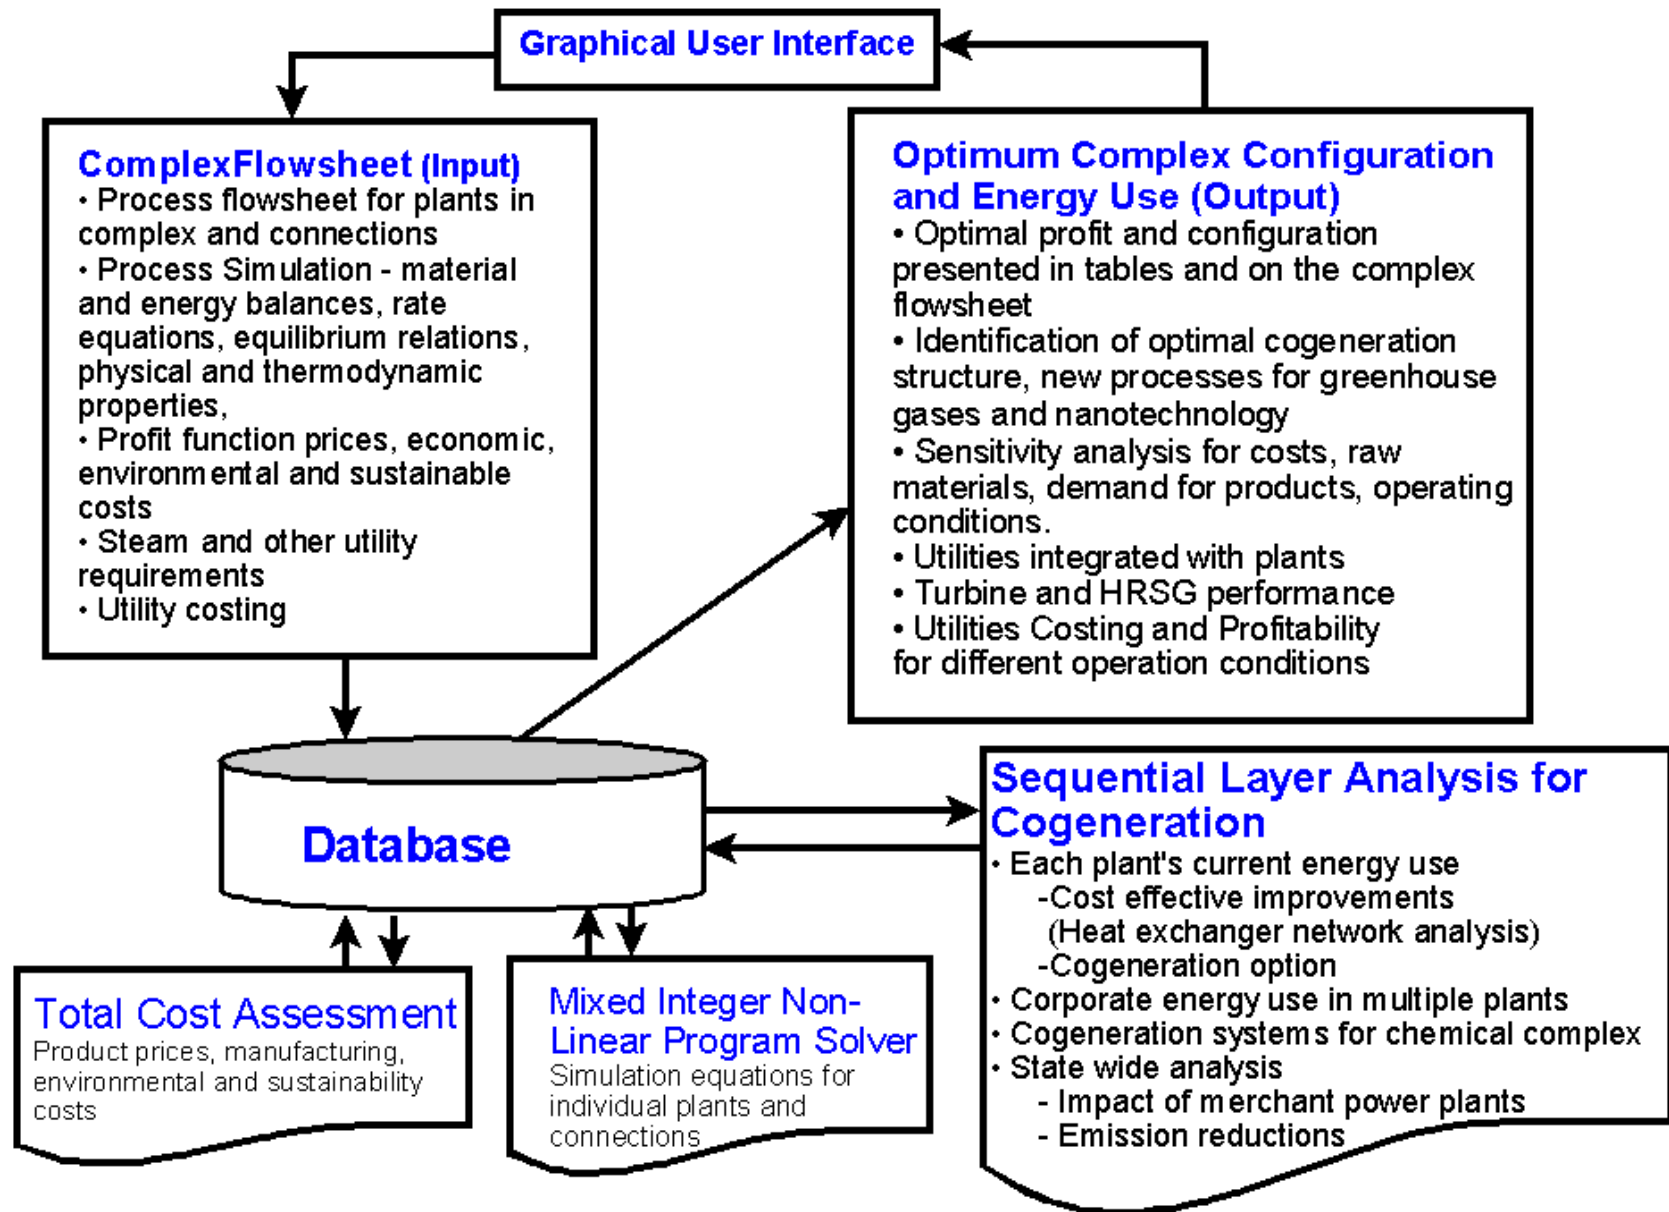 Graphical User Interface
ComplexFlowsheet (Input)
• Process flowsheet for plants in
complex and connections
• Process Simulation - material
and energy balances, rate
equations, equilibrium relations,
physical and thermodynamic
properties,
• Profit function prices, economic,
environmental and sustainable
costs
• Steam and other utility
requirements
• Utility costing
Optimum Complex Configuration
and Energy Use (Output)
• Optimal profit and configuration
presented in tables and on the complex
flowsheet
• Identification of optimal cogeneration
structure, new processes for greenhouse
gases and nanotechnology
• Sensitivity analysis for costs, raw
materials, demand for products, operating
conditions.
• Utilities integrated with plants
• Turbine and HRSG performance
• Utilities Costing and Profitability
for different operation conditions
Database
Sequential Layer Analysis for
Cogeneration
• Each plant's current energy use
-Cost effective improvements
(Heat exchanger network analysis)
-Cogeneration option
• Corporate energy use in multiple plants
• Cogeneration systems for chemical complex
• State wide analysis
- Impact of merchant power plants
- Emission reductions
Total Cost Assessment
Product prices, manufacturing,
environmental and sustainability
costs
Mixed Integer Non-
Linear Program Solver
Simulation equations for
individual plants and
connections